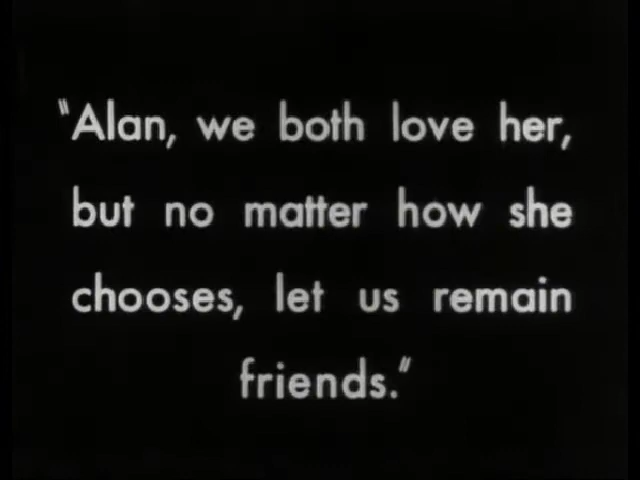 "Alan, we both love her,
but no matter how she
chooses, let us remain
friends."